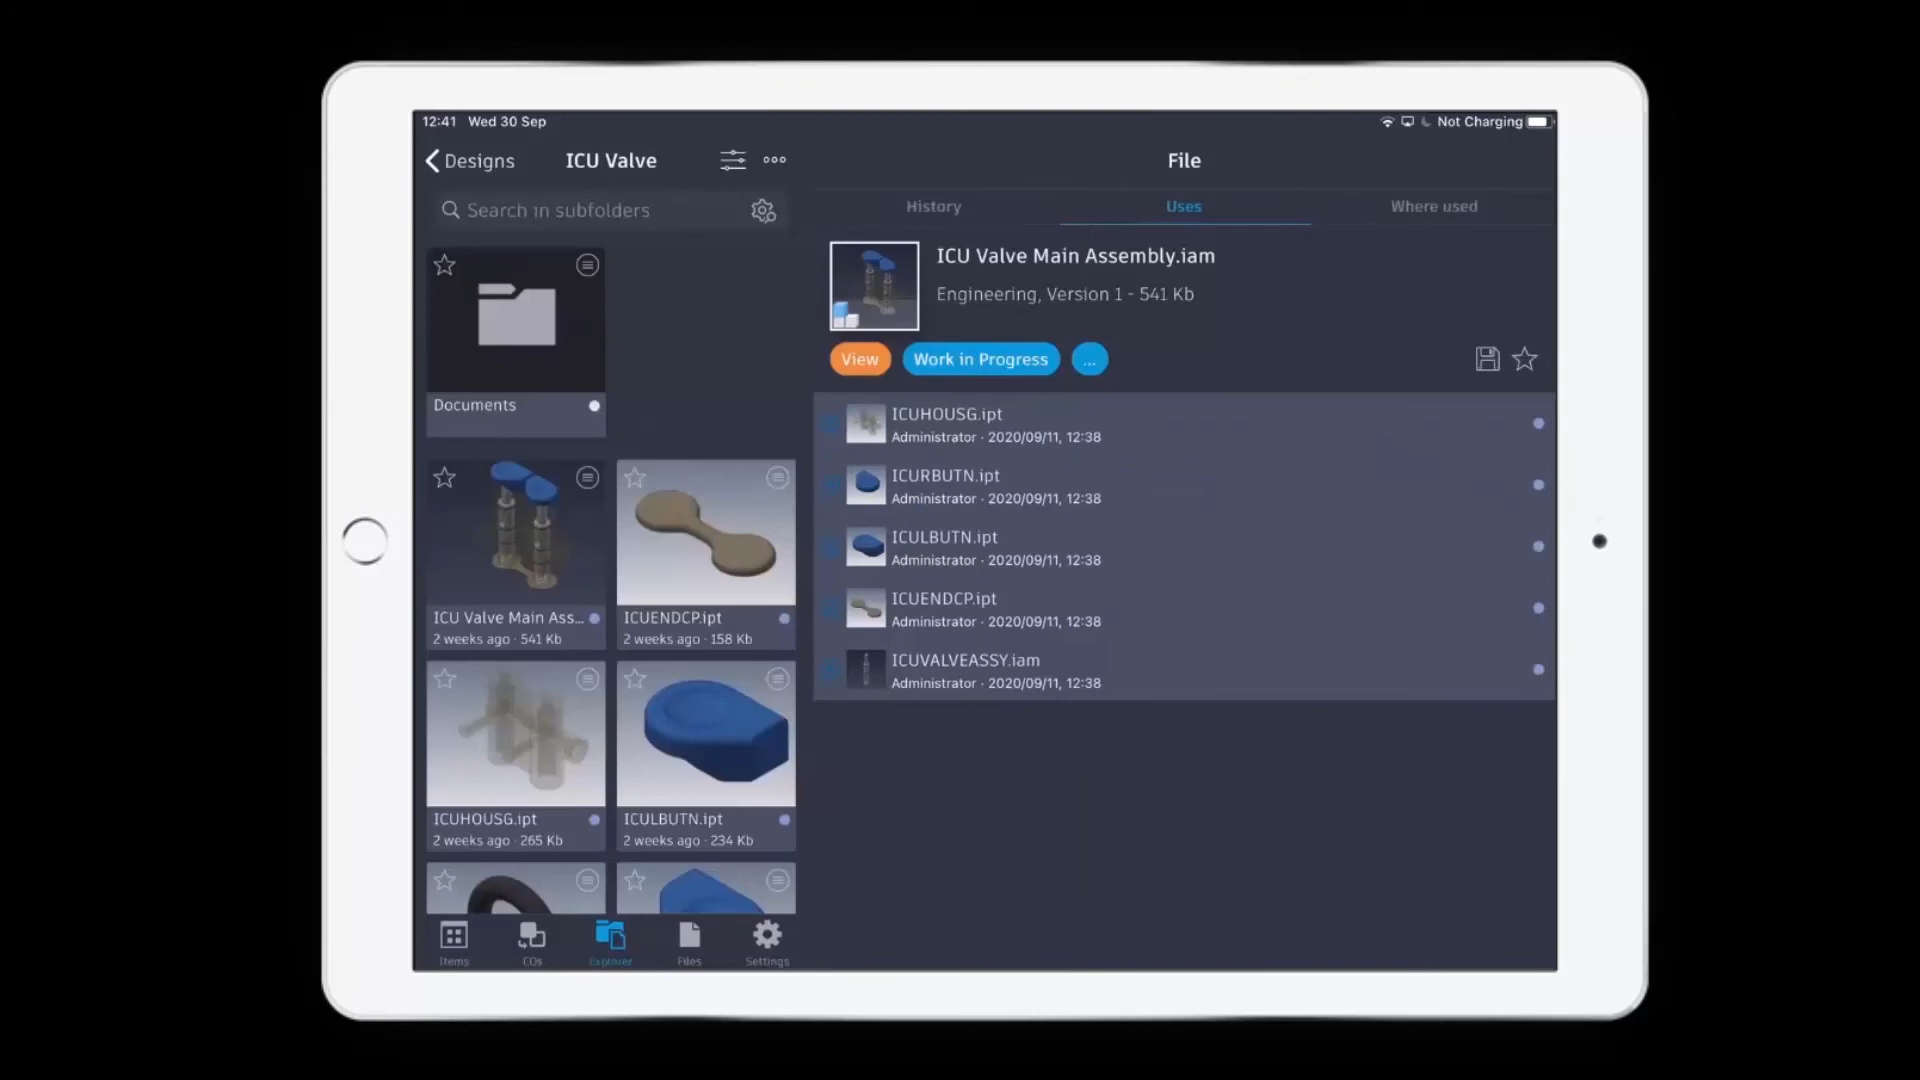 12:41 Wed 30 Sep
Not Charging
Designs
ICU Valve
File
Search in subfolders
History
Uses
Where used
ICU Valve Main Assembly.iam
Engineering, Version 1 - 541 Kb
View
Work in Progress
...
Documents
ICU Valve Main Ass...
2 weeks ago · 541 Kb
ICUENDCP.ipt
2 weeks ago · 158 Kb
ICUHOUSG.ipt
2 weeks ago · 265 Kb
ICULBUTN.ipt
2 weeks ago · 234 Kb
ICUHOUSG.ipt
Administrator · 2020/09/11, 12:38
ICURBUTN.ipt
Administrator · 2020/09/11, 12:38
ICULBUTN.ipt
Administrator · 2020/09/11, 12:38
ICUENDCP.ipt
Administrator · 2020/09/11, 12:38
ICUVALVEASSY.iam
Administrator · 2020/09/11, 12:38
Items
COs
Explorer
Files
Settings